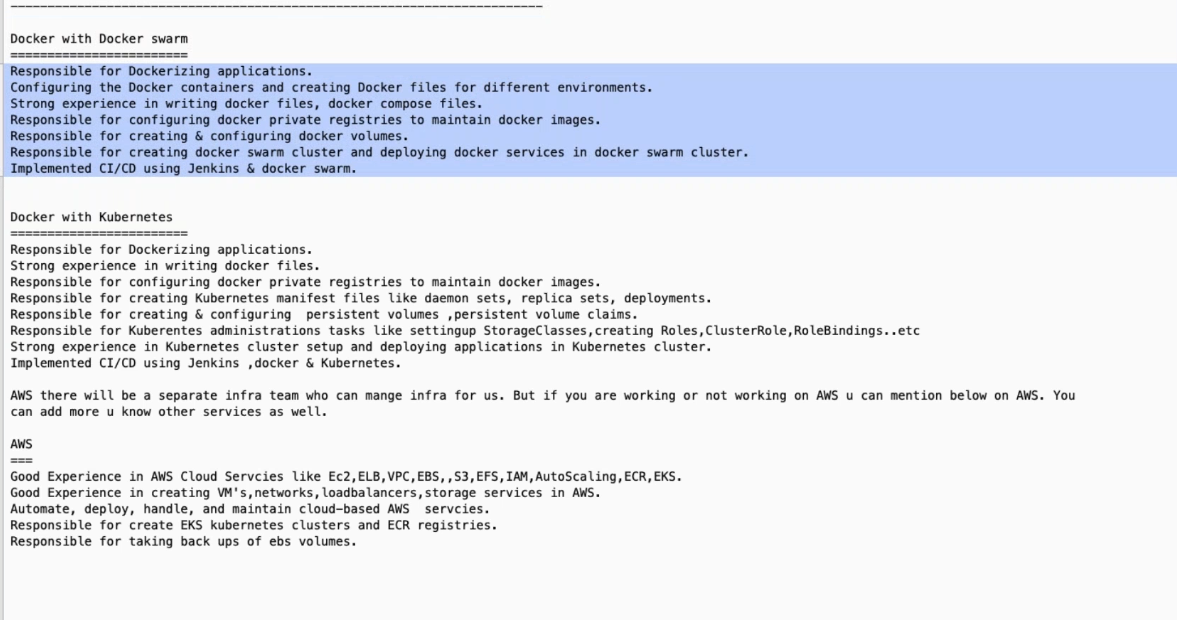 ------------------------------------------------------------------------
Docker with Docker swarm
========================
Responsible for Dockerizing applications.
Configuring the Docker containers and creating Docker files for different environments.
Strong experience in writing docker files, docker compose files.
Responsible for configuring docker private registries to maintain docker images.
Responsible for creating & configuring docker volumes.
Responsible for creating docker swarm cluster and deploying docker services in docker swarm cluster.
Implemented CI/CD using Jenkins & docker swarm.
Docker with Kubernetes
========================
Responsible for Dockerizing applications.
Strong experience in writing docker files.
Responsible for configuring docker private registries to maintain docker images.
Responsible for creating Kubernetes manifest files like daemon sets, replica sets, deployments.
Responsible for creating & configuring  persistent volumes ,persistent volume claims.
Responsible for Kuberentes administrations tasks like settingup StorageClasses,creating Roles,ClusterRole,RoleBindings..etc
Strong experience in Kubernetes cluster setup and deploying applications in Kubernetes cluster.
Implemented CI/CD using Jenkins ,docker & Kubernetes.
AWS there will be a separate infra team who can mange infra for us. But if you are working or not working on AWS u can mention below on AWS. You
can add more u know other services as well.
AWS
===
Good Experience in AWS Cloud Servcies like Ec2,ELB,VPC,EBS,,S3,EFS,IAM,AutoScaling,ECR,EKS.
Good Experience in creating VM's,networks,loadbalancers,storage services in AWS.
Automate, deploy, handle, and maintain cloud-based AWS  servcies.
Responsible for create EKS kubernetes clusters and ECR registries.
Responsible for taking back ups of ebs volumes.